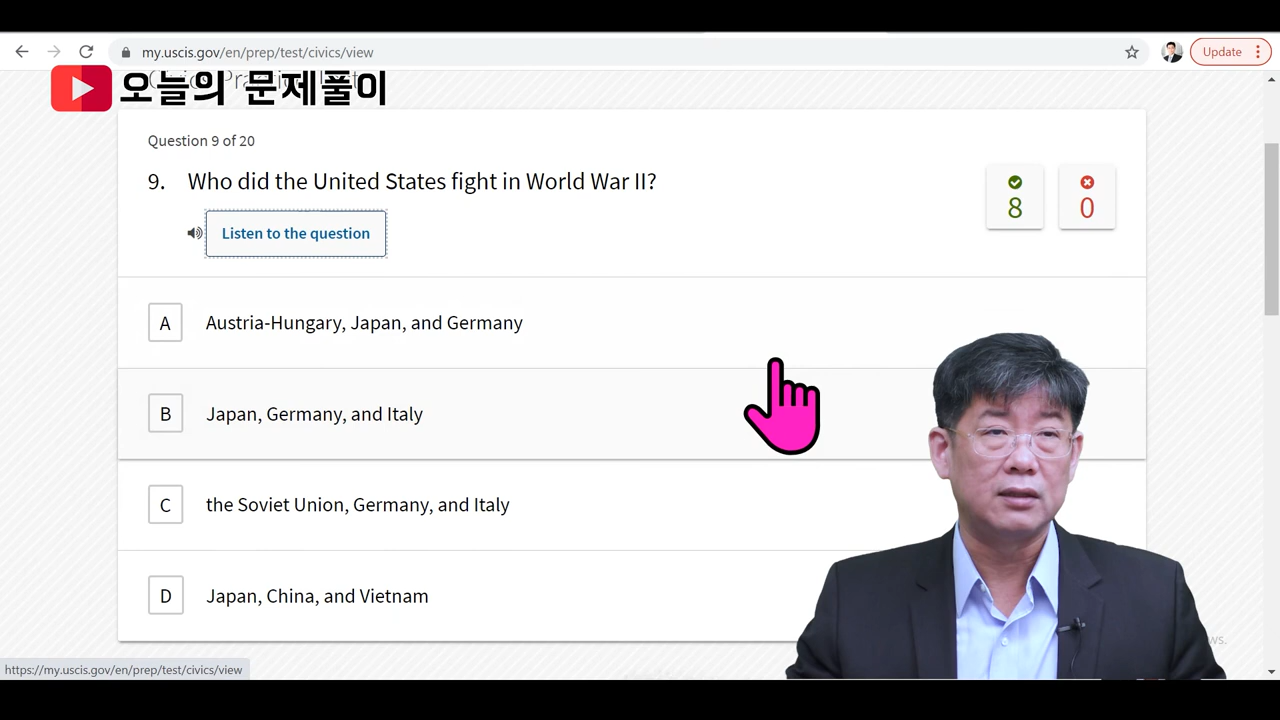 my.uscis.gov/en/prep/test/civics/view
Update
오늘의 문제풀이
Question 9 of 20
9. Who did the United States fight in World War II?
8
0
Listen to the question
A Austria-Hungary, Japan, and Germany
B Japan, Germany, and Italy
C the Soviet Union, Germany, and Italy
D Japan, China, and Vietnam
https://my.uscis.gov/en/prep/test/civics/view